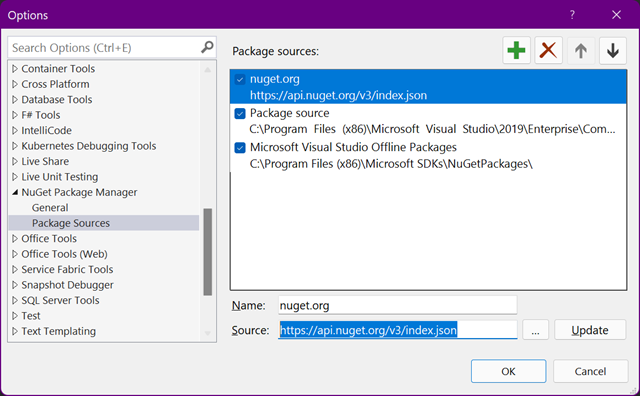 Options
?
Search Options (Ctrl+E)
Container Tools
Cross Platform
Database Tools
F# Tools
IntelliCode
Kubernetes Debugging Tools
Live Share
Live Unit Testing
NuGet Package Manager
General
Package Sources
Office Tools
Office Tools (Web)
Service Fabric Tools
Snapshot Debugger
SQL Server Tools
Test
Text Templating
Package sources:
nuget.org
https://api.nuget.org/v3/index.json
Package source
C:\Program Files (x86)\Microsoft Visual Studio\2019\Enterprise\Com...
Microsoft Visual Studio Offline Packages
C:\Program Files (x86)\Microsoft SDKs\NuGetPackages\
Name: nuget.org
Source: https://api.nuget.org/v3/index.json ... Update
OK Cancel